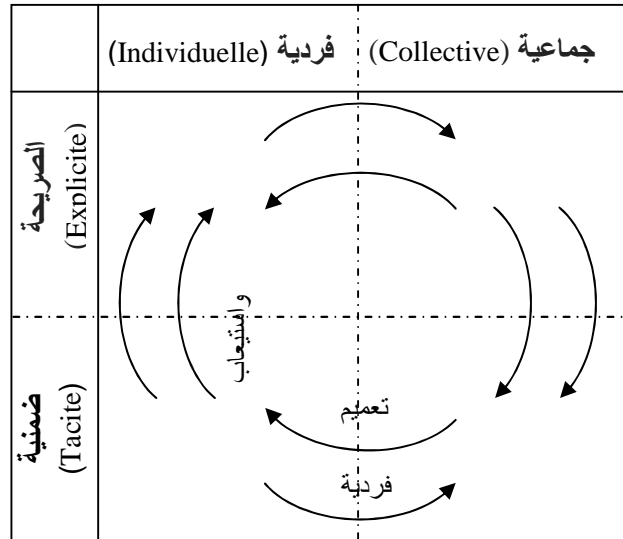 جماعية (Collective)
فردية (Individuelle)
الصريحة
(Explicite)
واستيعاب
ضمنية
(Tacite)
تعميم
فردية